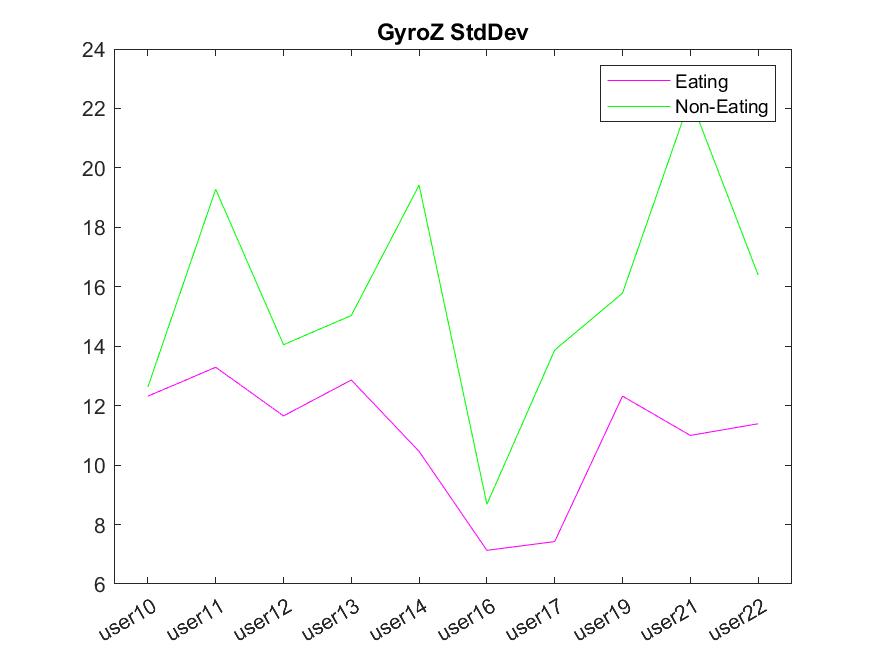 GyroZ StdDev
24
22
20
18
16
14
12
10
8
6
Eating
Non-Eating
user10
user11
user12
user13
user14
user16
user17
user19
user21
user22